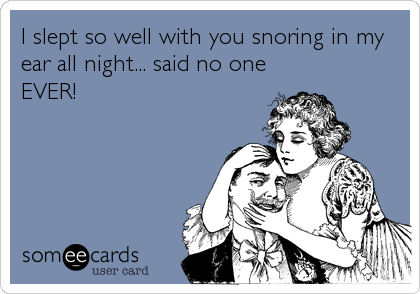 I slept so well with you snoring in my
ear all night... said no one
EVER!
someecards
user card